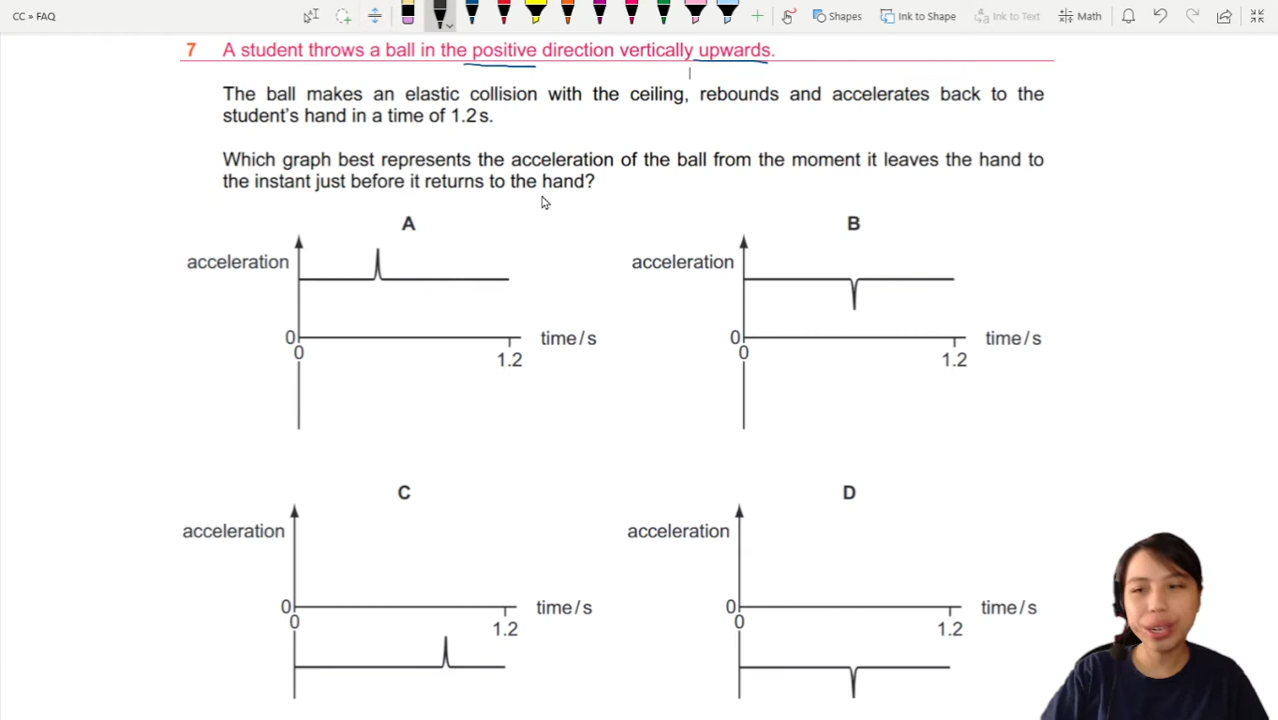 CC » FAQ
Shapes
Ink to Shape
Ink to Text
Math
7 A student throws a ball in the positive direction vertically upwards.
The ball makes an elastic collision with the ceiling, rebounds and accelerates back to the
student's hand in a time of 1.2 s.
Which graph best represents the acceleration of the ball from the moment it leaves the hand to
the instant just before it returns to the hand?
A
acceleration
0
0
1.2
time / s
B
acceleration
0
0
1.2
time / s
C
acceleration
0
0
1.2
time / s
D
acceleration
0
0
1.2
time / s